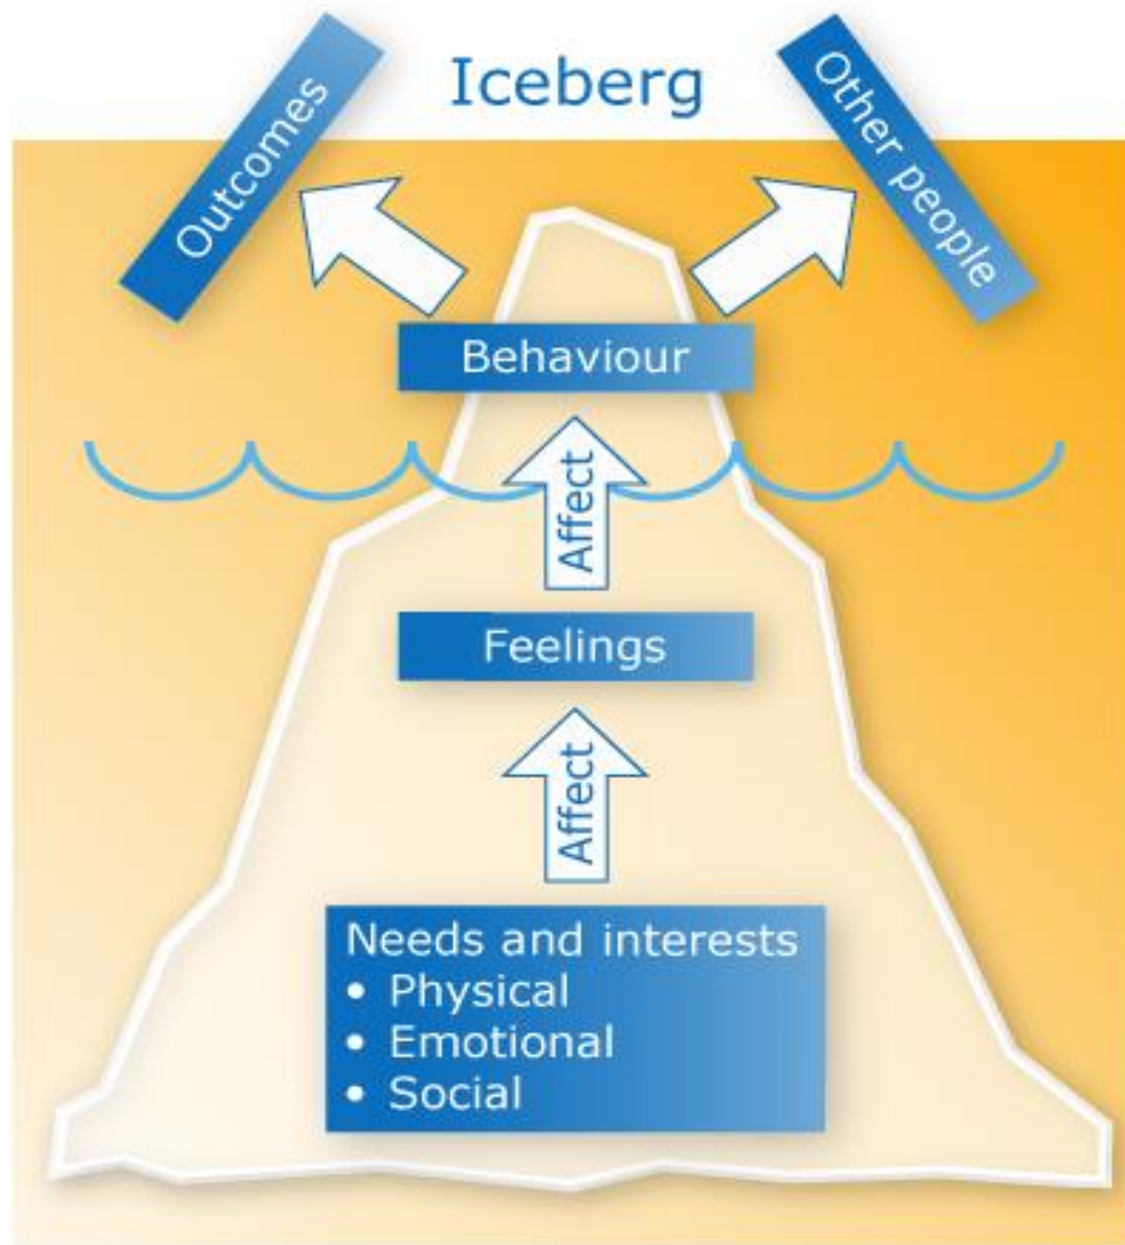 Iceberg
Outcomes
Other people
Behaviour
Affect
Feelings
Affect
Needs and interests
• Physical
• Emotional
• Social